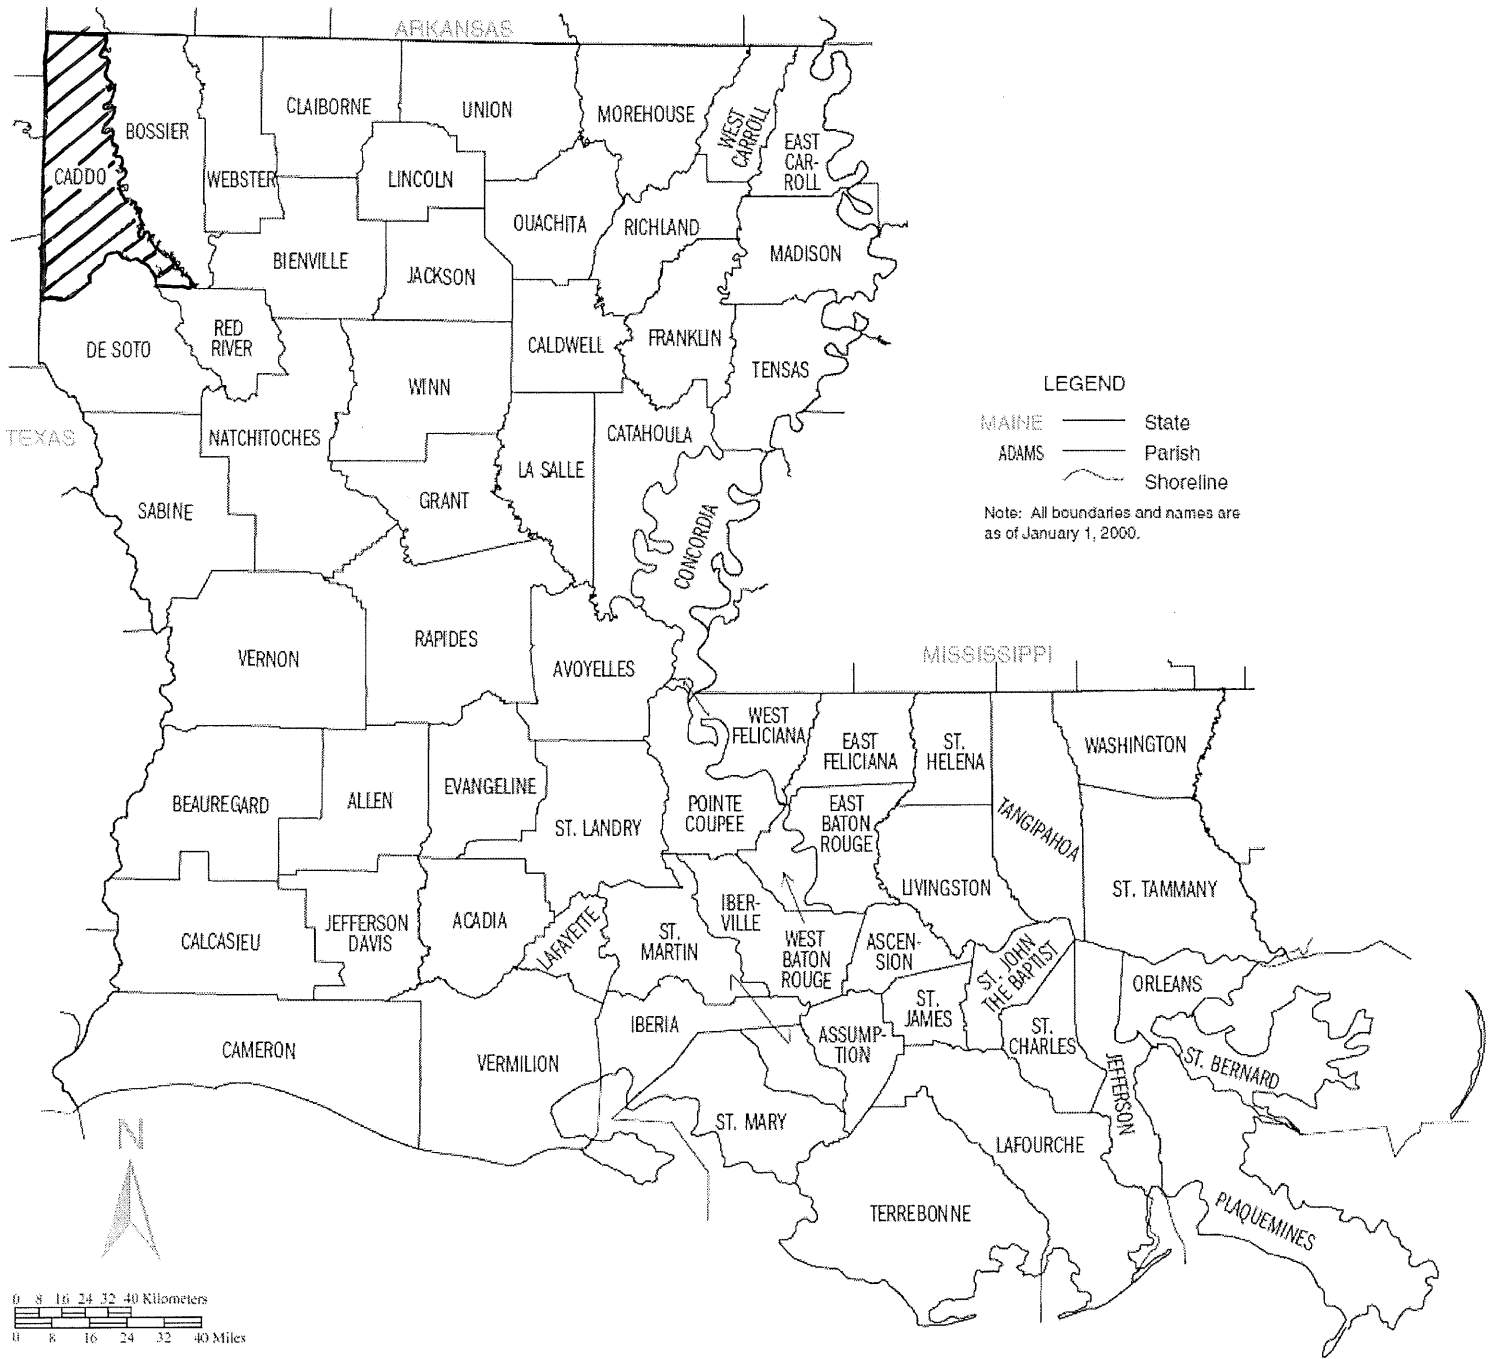 ARKANSAS
CLAIBORNE
UNION
MOREHOUSE
WEST
CARROLL
EAST
CAR-
ROLL
BOSSIER
CADDO
WEBSTER
LINCOLN
OUACHITA
RICHLAND
MADISON
BIENVILLE
JACKSON
DE SOTO
RED
RIVER
CALDWELL
FRANKLIN
TENSAS
WINN
TEXAS
NATCHITOCHES
CATAHOULA
LA SALLE
SABINE
GRANT
CONCORDIA
LEGEND
MAINE
State
ADAMS
Parish
Shoreline
Note: All boundaries and names are
as of January 1, 2000.
VERNON
RAPIDES
AVOYELLES
MISSISSIPPI
WEST
FELICIANA
EAST
FELICIANA
ST.
HELENA
WASHINGTON
BEAUREGARD
ALLEN
EVANGELINE
ST. LANDRY
POINTE
COUPEE
EAST
BATON
ROUGE
TANGIPAHOA
LIVINGSTON
ST. TAMMANY
CALCASIEU
JEFFERSON
DAVIS
ACADIA
LAFAYETTE
ST.
MARTIN
IBER-
VILLE
WEST
BATON
ROUGE
ASCEN-
SION
ST. JOHN
THE BAPTIST
ORLEANS
CAMERON
VERMILION
IBERIA
ASSUMP-
TION
ST.
JAMES
ST.
CHARLES
JEFFERSON
ST. BERNARD
ST. MARY
LAFOURCHE
TERREBONNE
PLAQUEMINES
N
0 8 16 24 32 40 Kilometers
0 8 16 24 32 40 Miles